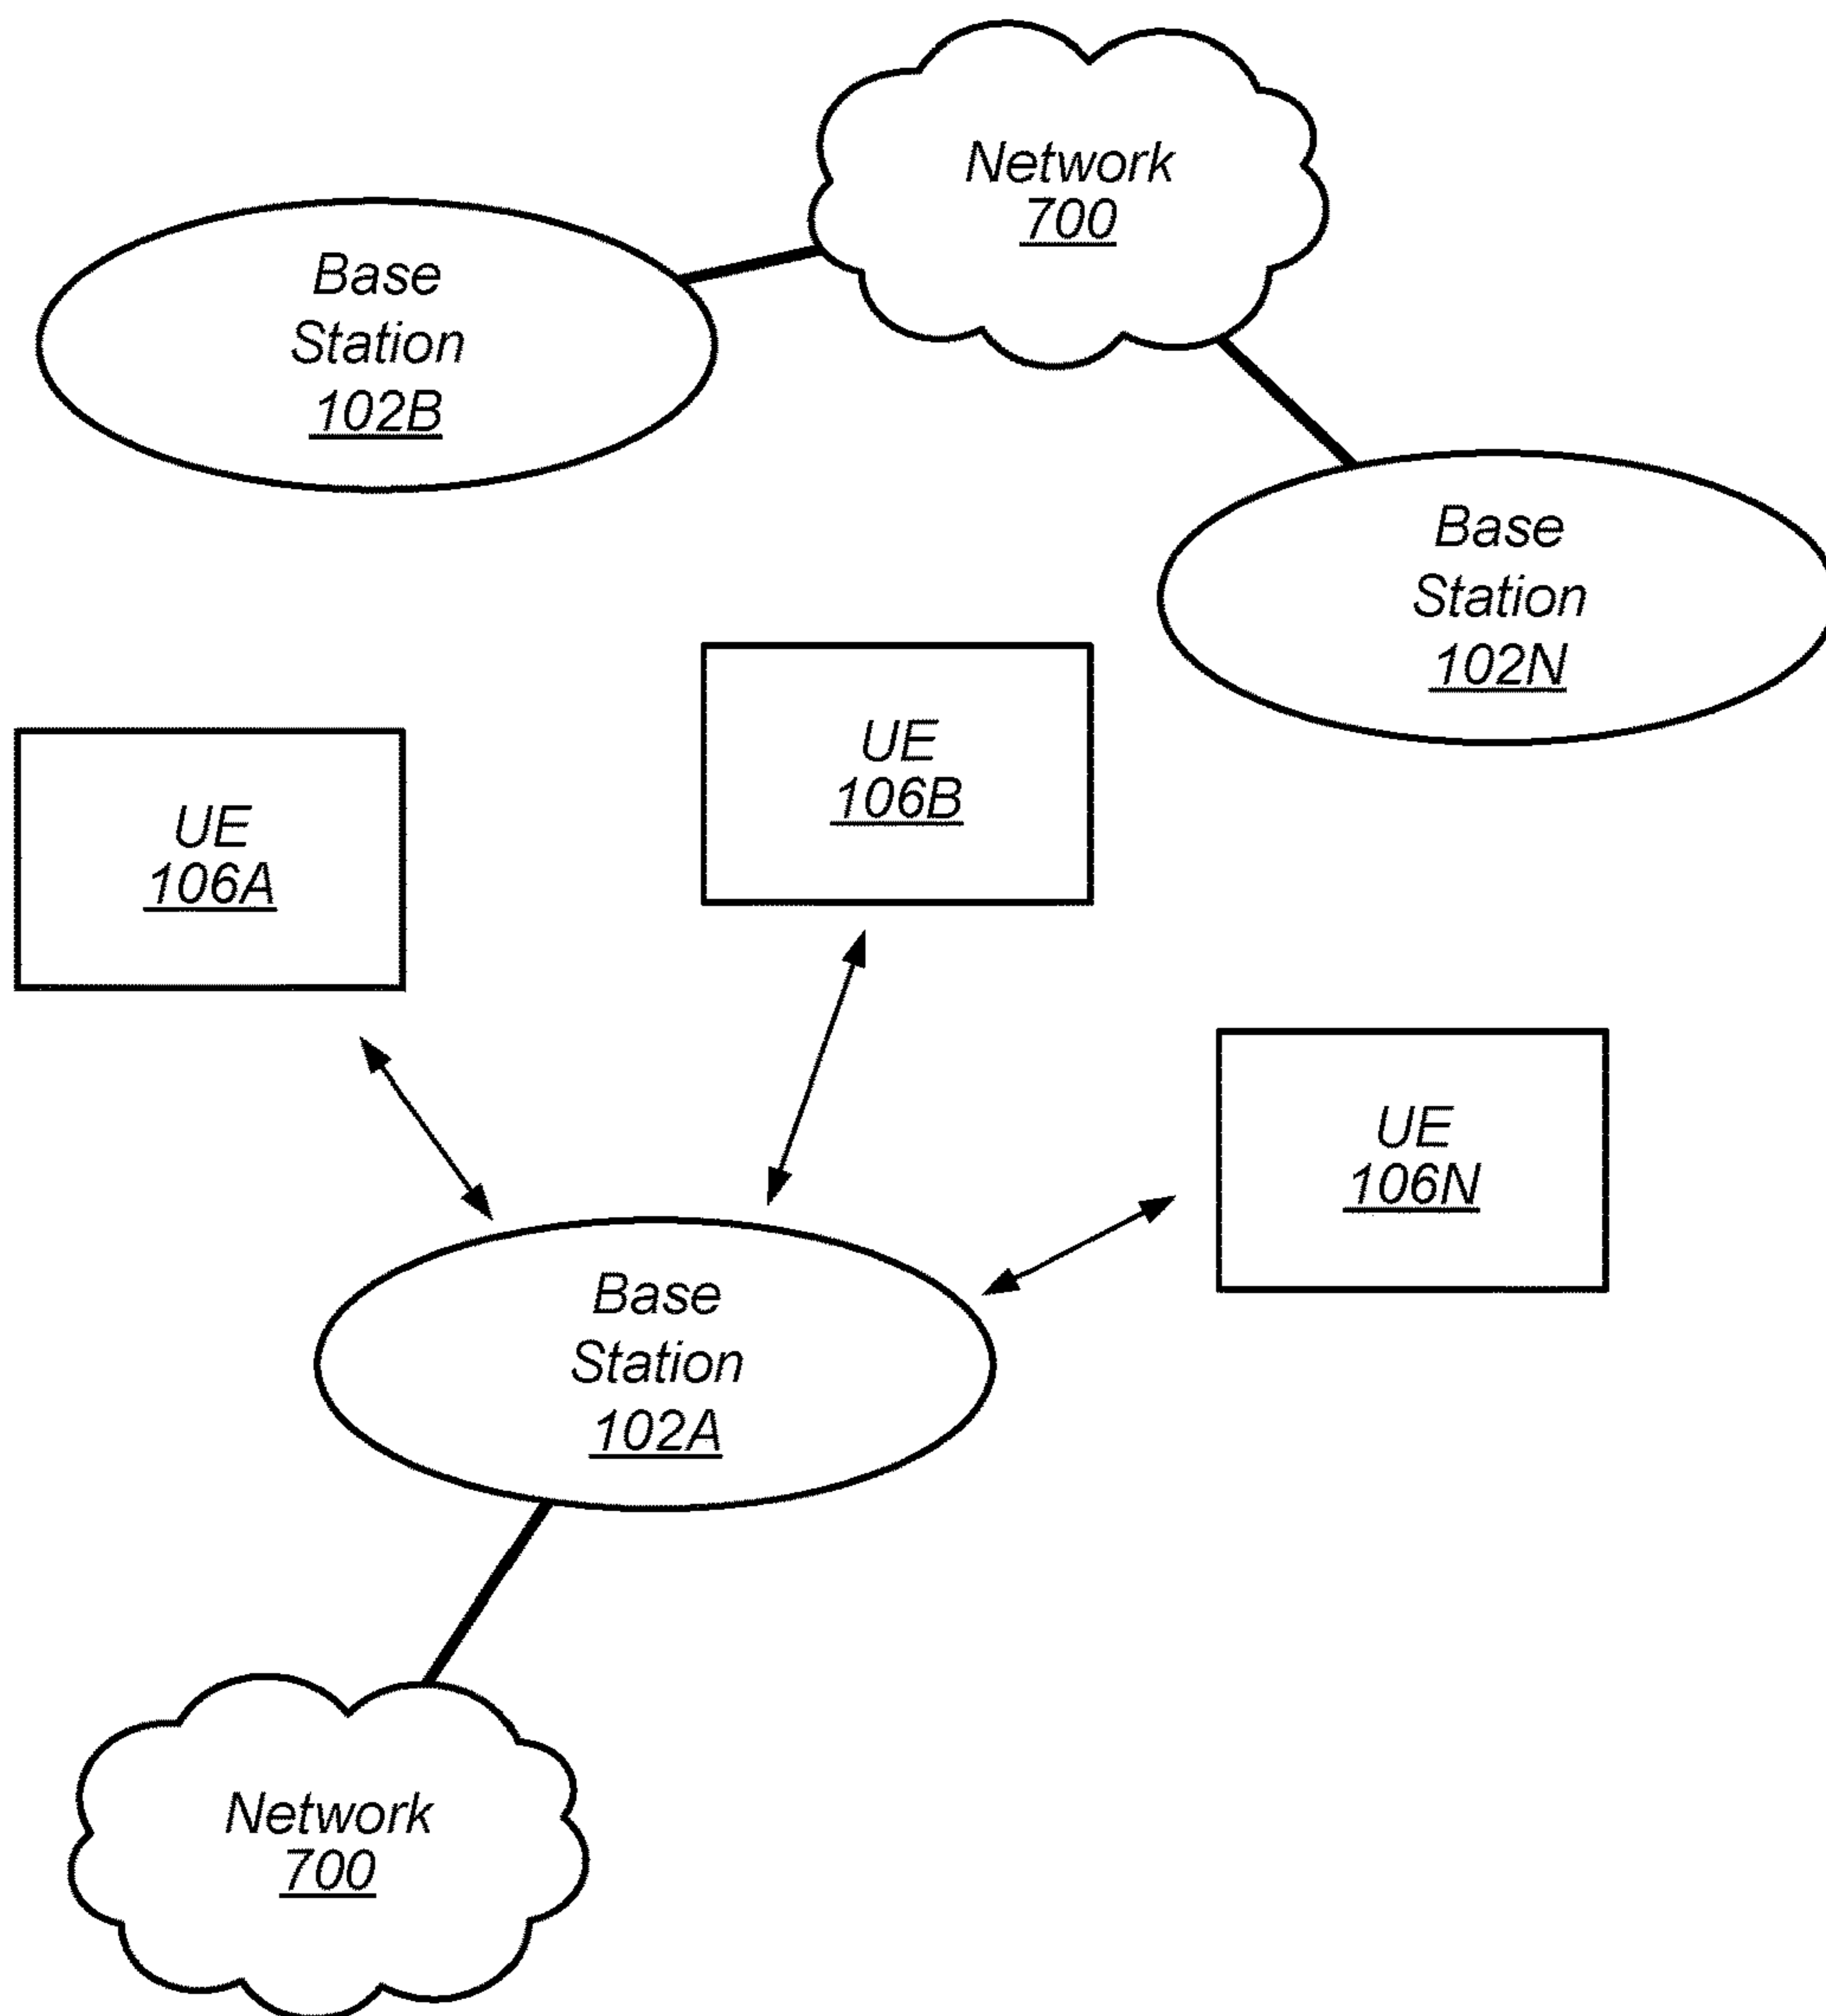 Network
700
Base
Station
102B
Base
Station
102N
UE
106B
UE
106A
UE
106N
Base
Station
102A
Network
700